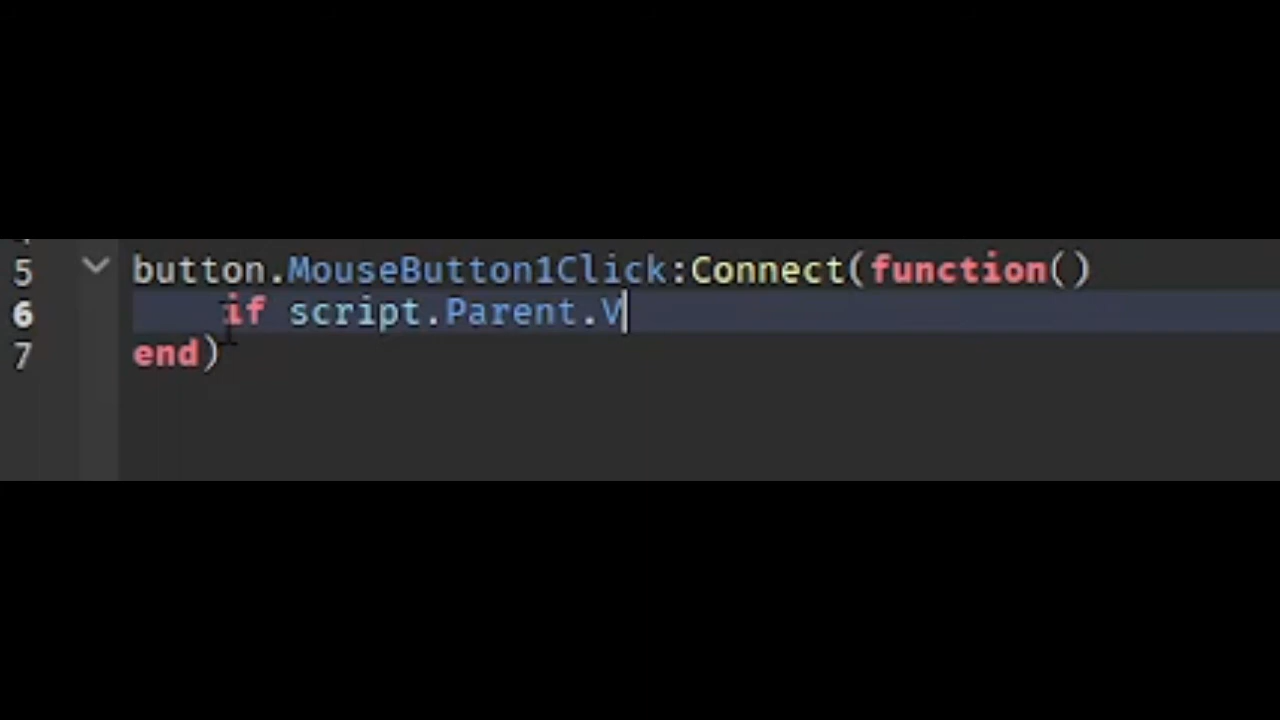 5 button.MouseButton1Click:Connect(function()
6 if script.Parent.V
7 end)